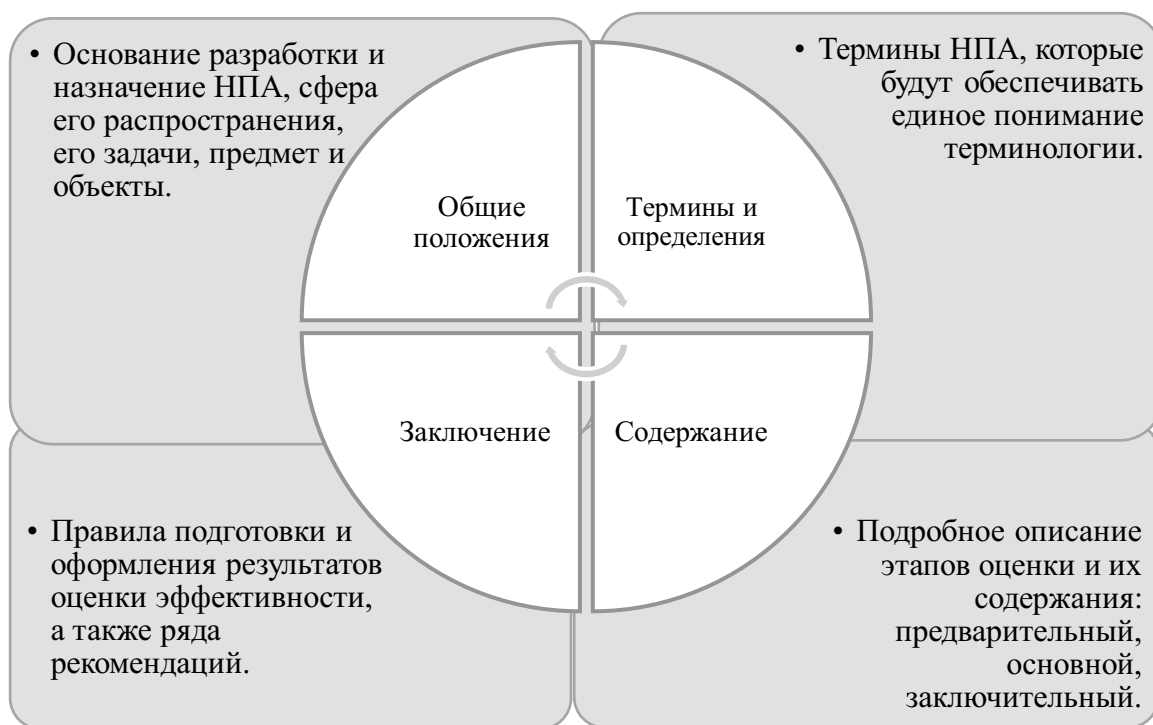 • Основание разработки и
назначение НПА, сфера
его распространения,
его задачи, предмет и
объекты.
• Термины НПА, которые
будут обеспечивать
единое понимание
терминологии.
Общие
положения
Термины и
определения
Заключение
Содержание
• Правила подготовки и
оформления результатов
оценки эффективности,
а также ряда
рекомендаций.
• Подробное описание
этапов оценки и их
содержания:
предварительный,
основной,
заключительный.